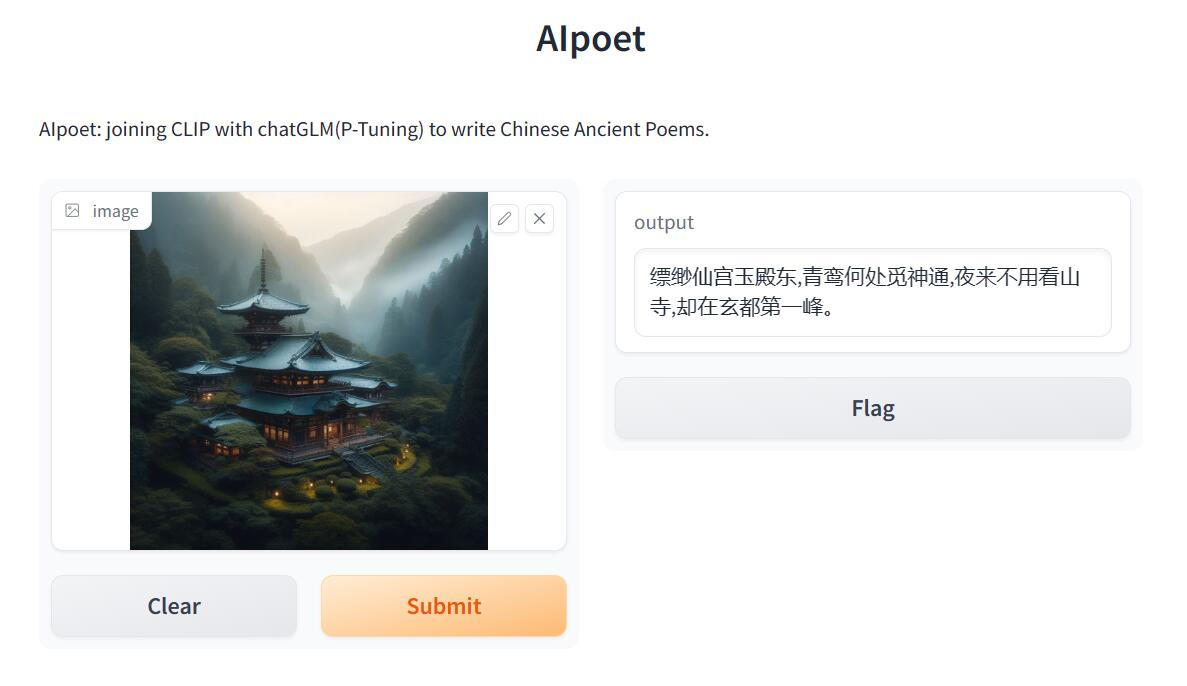 AIpoet
AIpoet: joining CLIP with chatGLM(P-Tuning) to write Chinese Ancient Poems.
image
Clear
Submit
output
缥缈仙宫玉殿东,青鸾何处觅神通,夜来不用看山
寺,却在玄都第一峰。
Flag